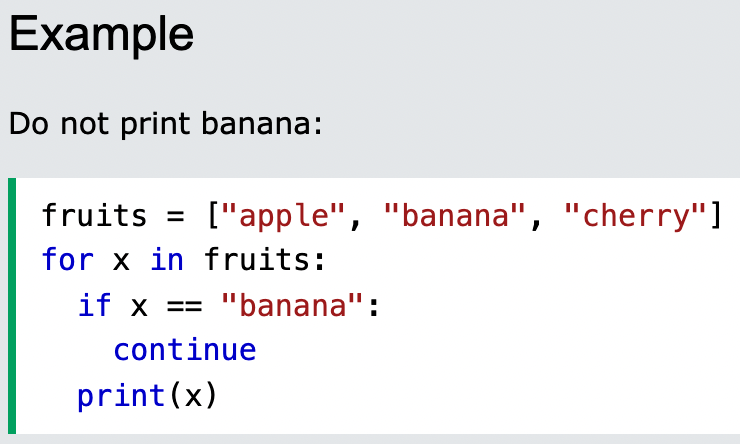 Example
Do not print banana:
fruits = ["apple", "banana", "cherry"]
for x in fruits:
  if x == "banana":
    continue
  print(x)